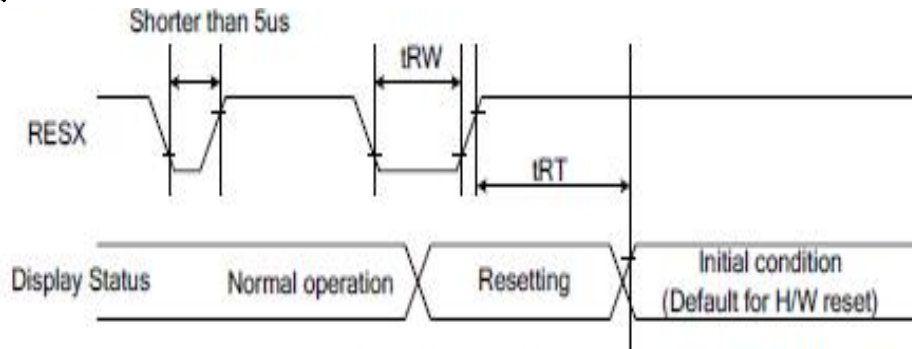 Shorter than 5us
tRW
RESX
tRT
Display Status
Normal operation
Resetting
Initial condition
(Default for H/W reset)